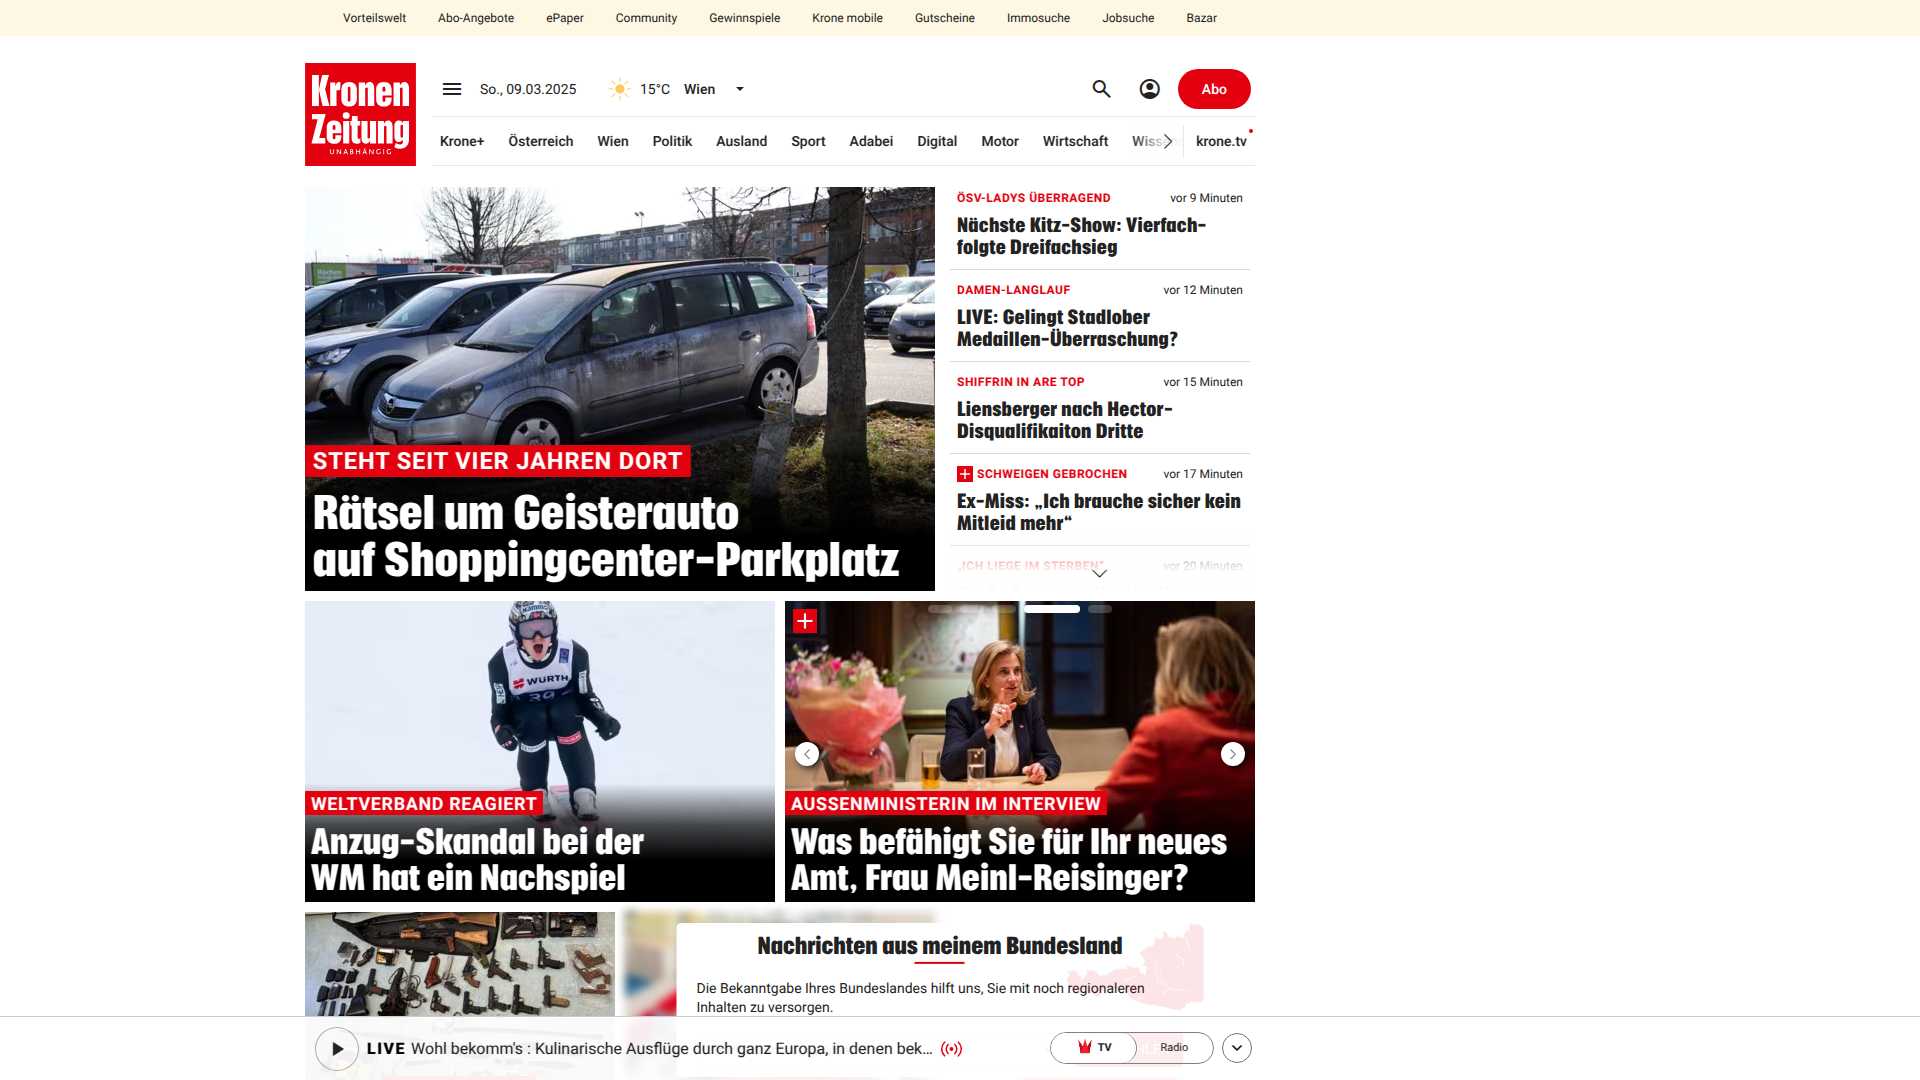 Vorteilswelt Abo-Angebote ePaper Community Gewinnspiele Krone mobile Gutscheine Immosuche Jobsuche Bazar
Kronen
Zeitung
UNABHÄNGIG
So., 09.03.2025 15°C Wien
Abo
Krone+ Österreich Wien Politik Ausland Sport Adabei Digital Motor Wirtschaft krone.tv
STEHT SEIT VIER JAHREN DORT
Rätsel um Geisterauto
auf Shoppingcenter-Parkplatz
ÖSV-LADYS ÜBERRAGEND vor 9 Minuten
Nächste Kitz-Show: Vierfach-
folgte Dreifachsieg
DAMEN-LANGLAUF vor 12 Minuten
LIVE: Gelingt Stadlober
Medaillen-Überraschung?
SHIFFRIN IN ARE TOP vor 15 Minuten
Liensberger nach Hector-
Disqualifikaiton Dritte
SCHWEIGEN GEBROCHEN vor 17 Minuten
Ex-Miss: „Ich brauche sicher kein
Mitleid mehr“
„ICH LIEGE IM STERBEN“ vor 20 Minuten
WÜRTH
WELTVERBAND REAGIERT
Anzug-Skandal bei der
WM hat ein Nachspiel
AUSSENMINISTERIN IM INTERVIEW
Was befähigt Sie für Ihr neues
Amt, Frau Meinl-Reisinger?
Nachrichten aus meinem Bundesland
Die Bekanntgabe Ihres Bundeslandes hilft uns, Sie mit noch regionaleren
Inhalten zu versorgen.
LIVE Wohl bekomm's : Kulinarische Ausflüge durch ganz Europa, in denen bek...
TV Radio